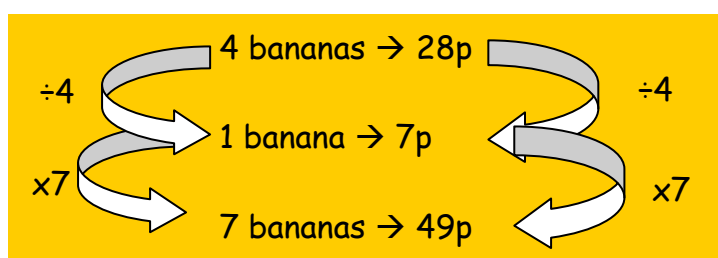 4 bananas → 28p
÷4 ÷4
1 banana → 7p
x7 x7
7 bananas → 49p